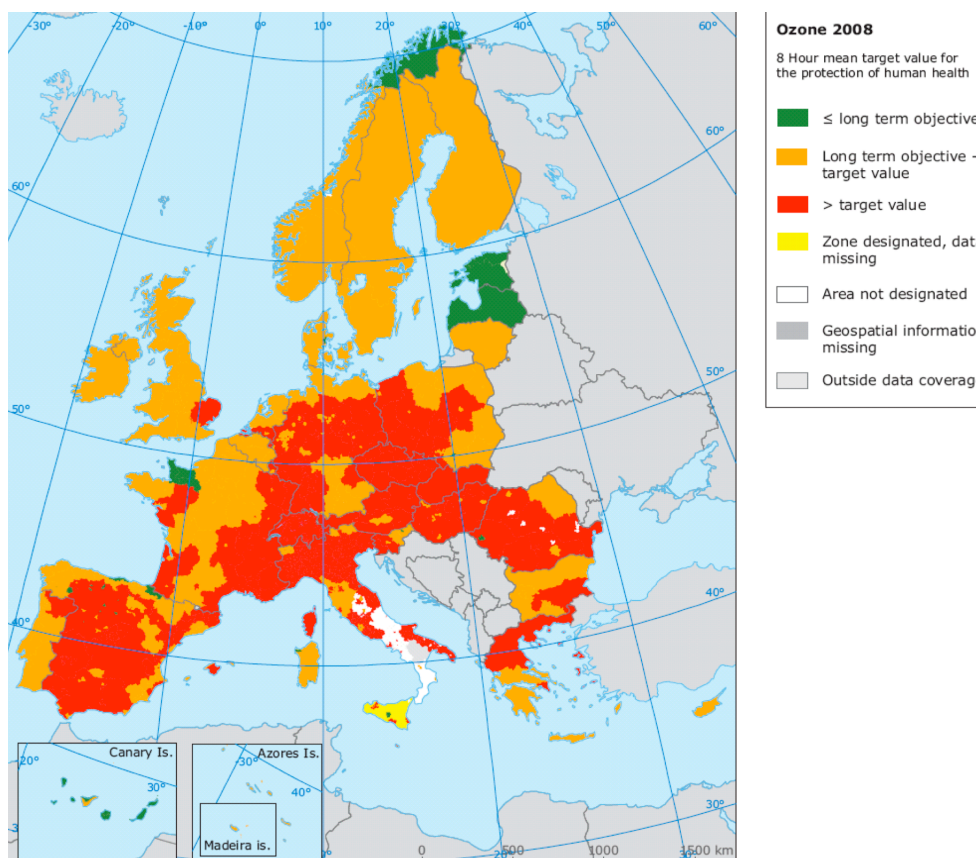 -30°
-20°
-10°
0°
10°
20°
30°
40°
50°
60°
60°
60°
50°
50°
40°
40°
30°
Canary Is.
-20°
30°
Azores Is.
-30°
40°
Madeira is.
0°
10°
0
500
1000
1500 km
Ozone 2008
8 Hour mean target value for
the protection of human health
≤ long term objective
Long term objective -
target value
> target value
Zone designated, dat
missing
Area not designated
Geospatial informatio
missing
Outside data coverag